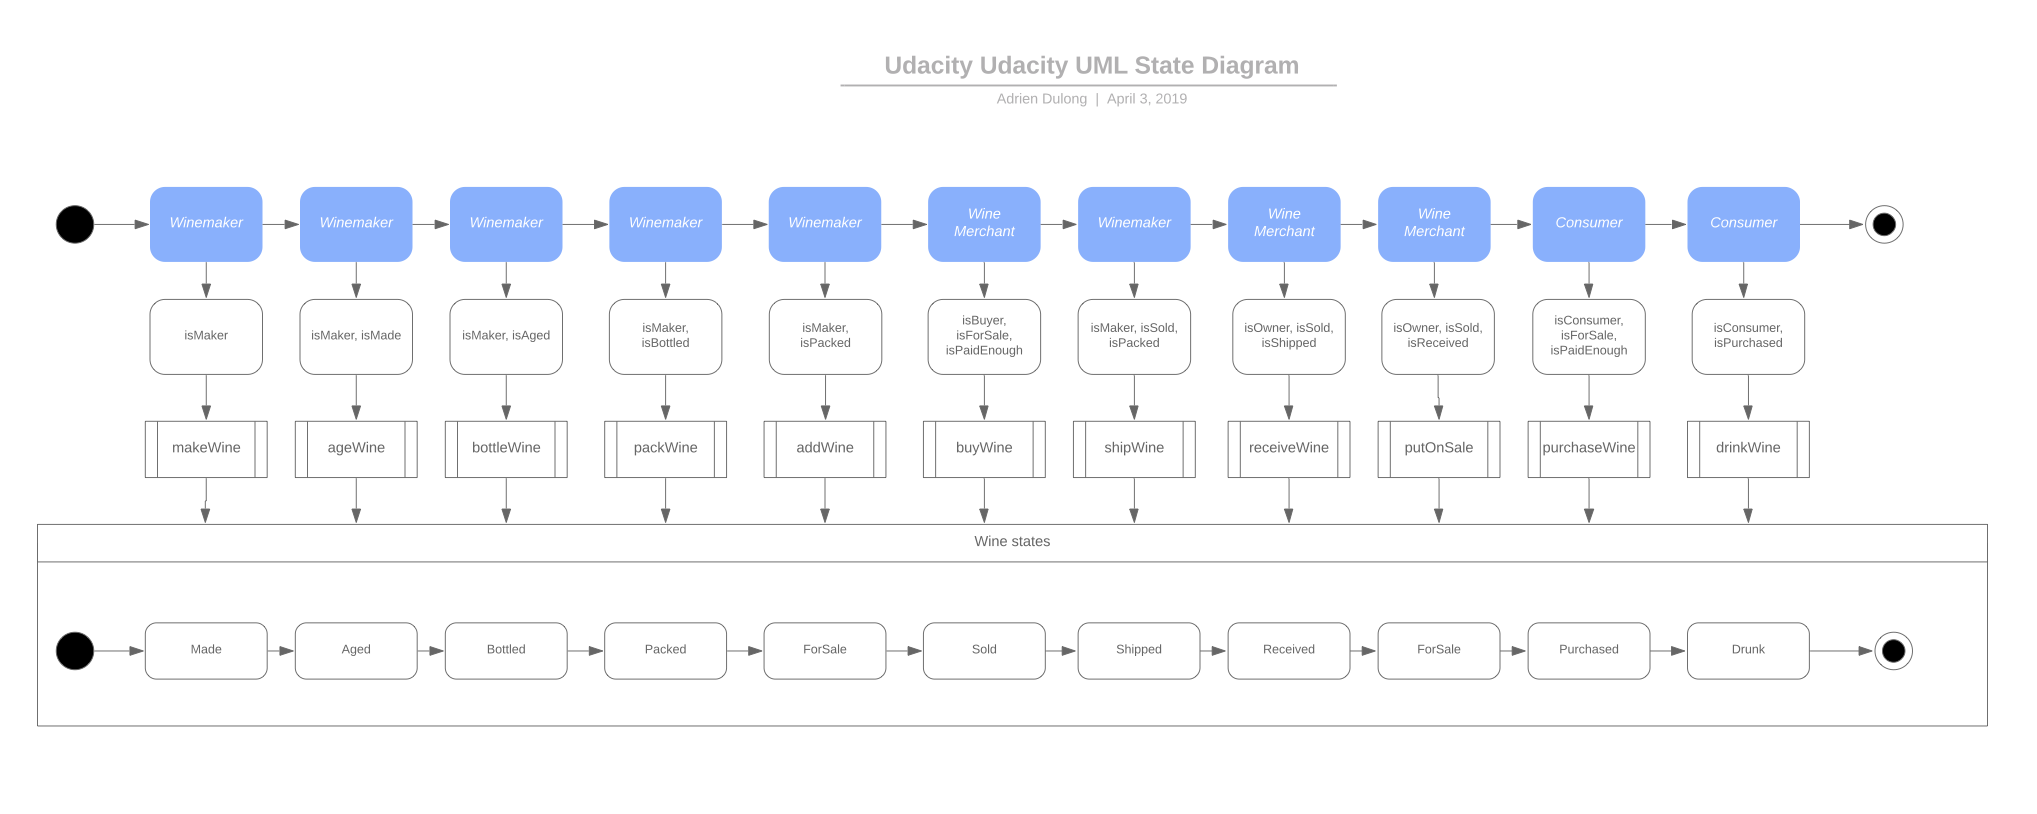 Udacity Udacity UML State Diagram
Adrien Dulong | April 3, 2019
Winemaker
Winemaker
Winemaker
Winemaker
Winemaker
Wine
Merchant
Winemaker
Wine
Merchant
Wine
Merchant
Consumer
Consumer
isMaker
isMaker, isMade
isMaker, isAged
isMaker,
isBottled
isMaker,
isPacked
isBuyer,
isForSale,
isPaidEnough
isMaker, isSold,
isPacked
isOwner, isSold,
isShipped
isOwner, isSold,
isReceived
isConsumer,
isForSale,
isPaidEnough
isConsumer,
isPurchased
makeWine
ageWine
bottleWine
packWine
addWine
buyWine
shipWine
receiveWine
putOnSale
purchaseWine
drinkWine
Wine states
Made
Aged
Bottled
Packed
ForSale
Sold
Shipped
Received
ForSale
Purchased
Drunk